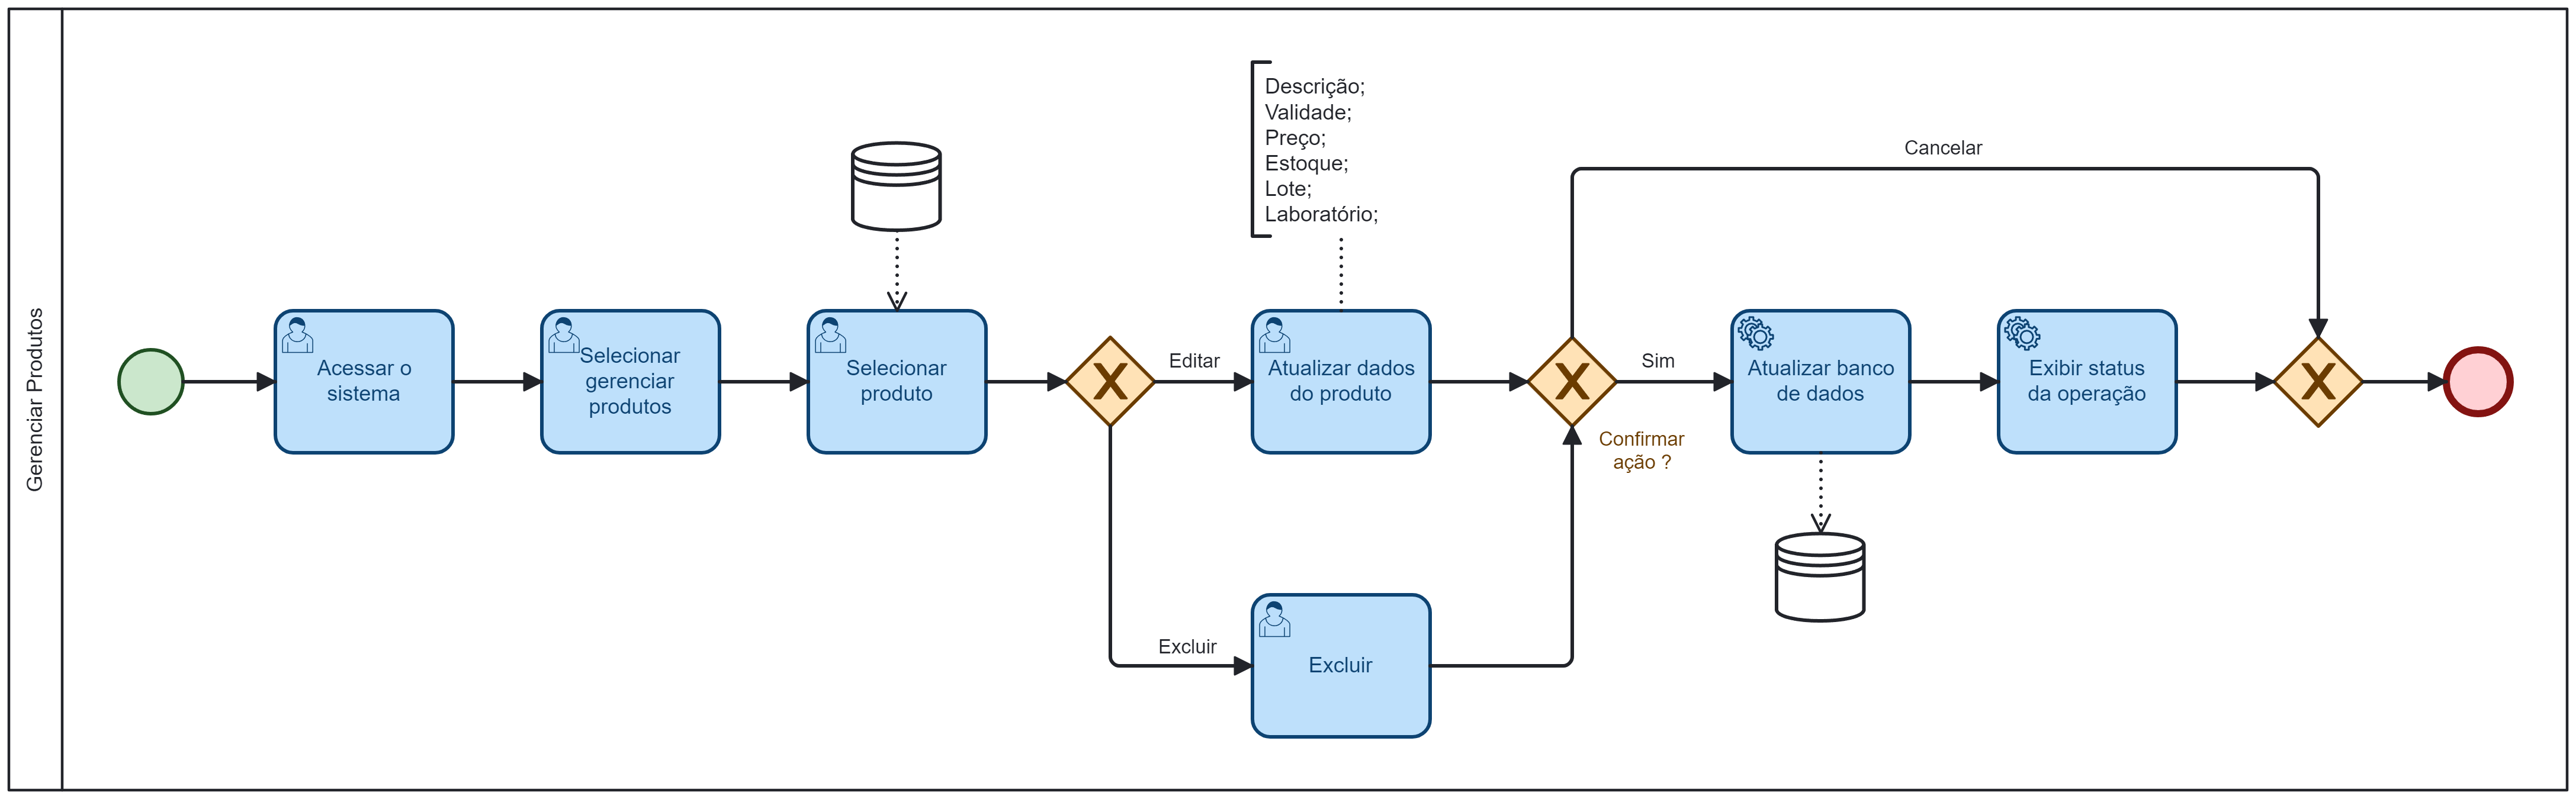 Gerenciar Produtos
Acessar o
sistema
Selecionar
gerenciar
produtos
Selecionar
produto
Editar
Excluir
Descrição;
Validade;
Preço;
Estoque;
Lote;
Laboratório;
Atualizar dados
do produto
Excluir
Confirmar
ação ?
Cancelar
Sim
Atualizar banco
de dados
Exibir status
da operação